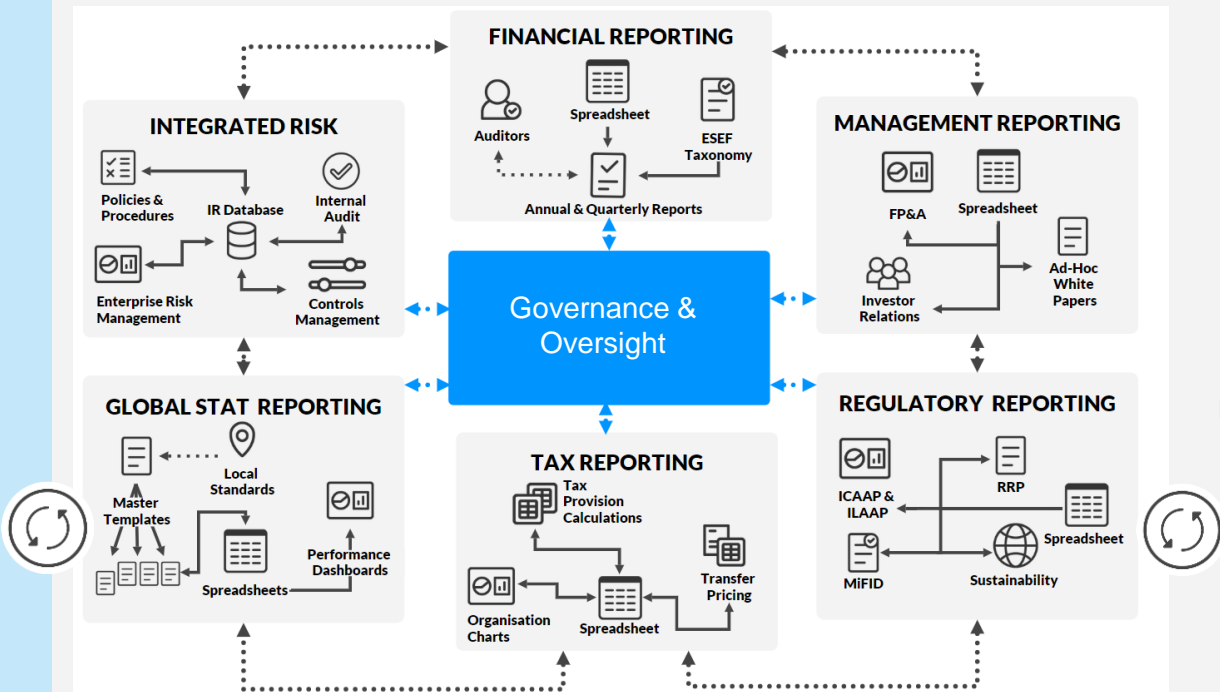 FINANCIAL REPORTING
Auditors
Spreadsheet
ESEF
Taxonomy
Annual & Quarterly Reports
INTEGRATED RISK
Policies &
Procedures
IR Database
Internal
Audit
Enterprise Risk
Management
Controls
Management
MANAGEMENT REPORTING
FP&A
Spreadsheet
Investor
Relations
Ad-Hoc
White
Papers
Governance &
Oversight
GLOBAL STAT REPORTING
Local
Standards
Master
Templates
Spreadsheets
Performance
Dashboards
TAX REPORTING
Tax
Provision
Calculations
Organisation
Charts
Spreadsheet
Transfer
Pricing
REGULATORY REPORTING
ICAAP &
ILAAP
RRP
Spreadsheet
MiFID
Sustainability